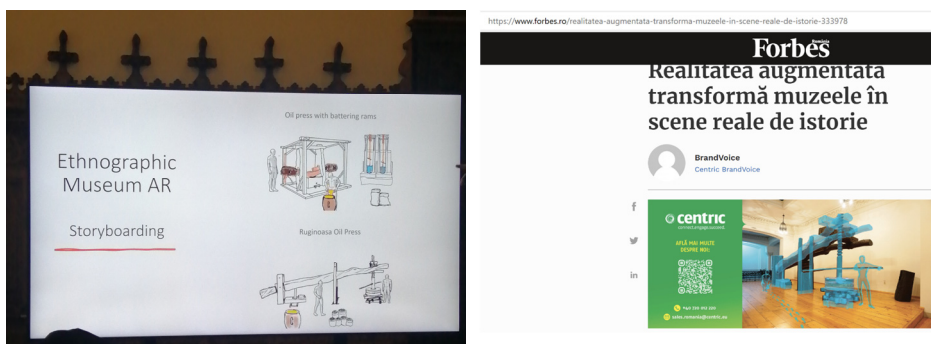 Oil press with battering rams
Ethnographic
Museum AR
Storyboarding
Ruginoasa Oil Press
https://www.forbes.ro/realitatea-augmentata-transforma-muzeele-in-scene-reale-de-istorie-333978
Forbes
România
Realitatea augmentată
transformă muzeele în
scene reale de istorie
BrandVoice
Centric BrandVoice
f
in
centric
AFLĂ MAI MULTE
DESPRE NOI: